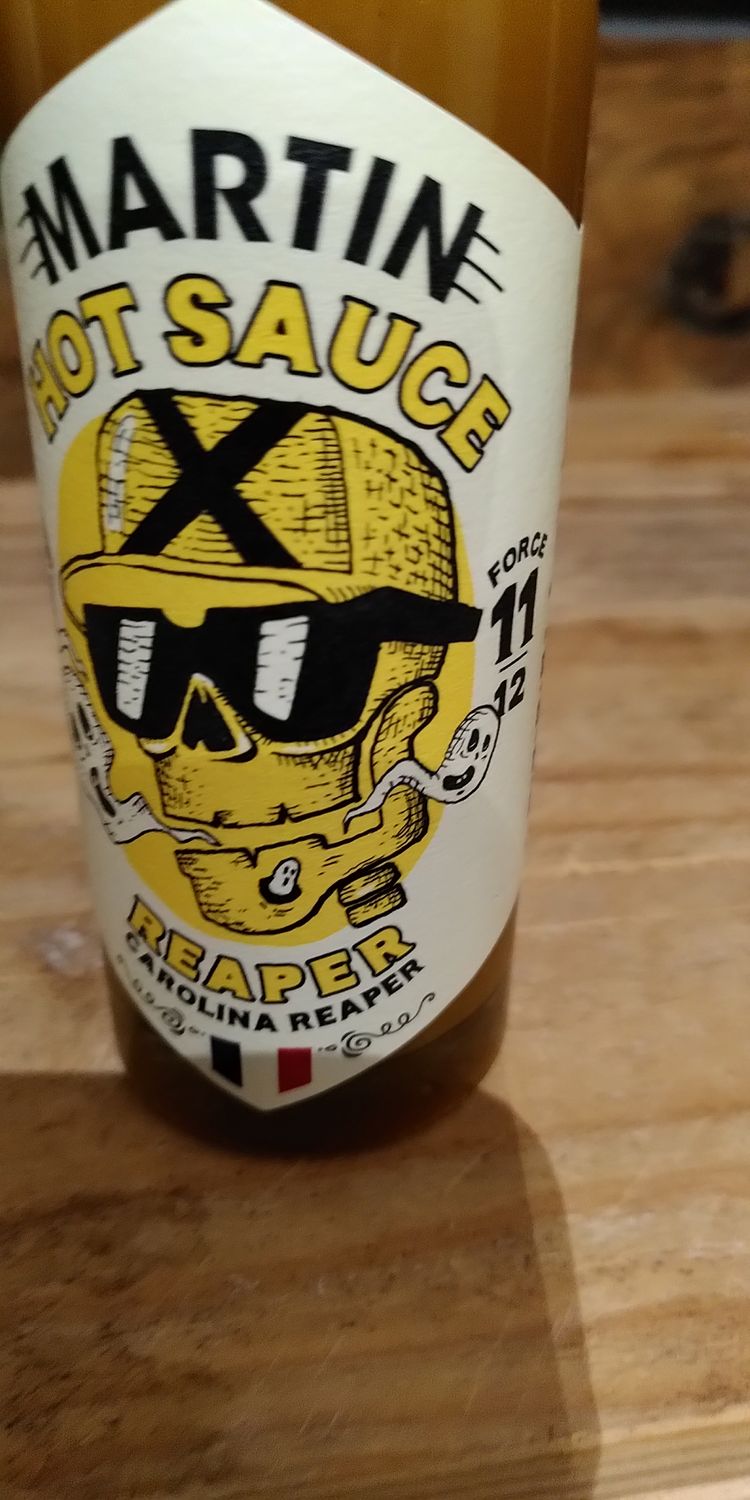 MARTIN
HOT SAUCE
FORCE
11
12
REAPER
CAROLINA REAPER